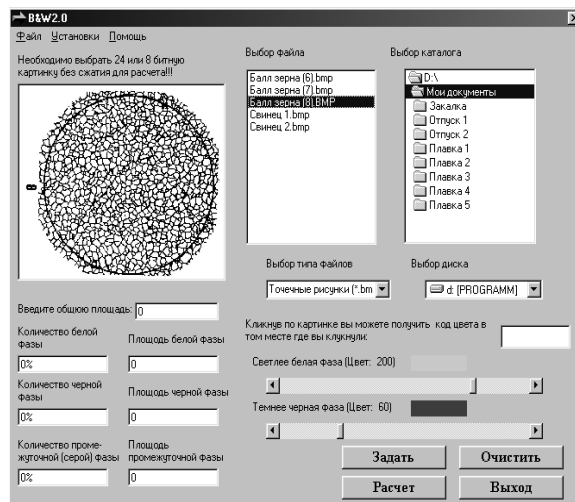 B&W2.0
Файл Установки Помощь
Необходимо выбрать 24 или 8 битную
картинку без сжатия для расчета!!!
8
Выбор файла
Балл зерна (6).bmp
Балл зерна (7).bmp
Балл зерна (8).BMP
Свинец 1.bmp
Свинец 2.bmp
Выбор каталога
D:\
Мои документы
Закалка
Отпуск 1
Отпуск 2
Плавка 1
Плавка 2
Плавка 3
Плавка 4
Плавка 5
Выбор типа файлов
Точечные рисунки (*.bm
Выбор диска
d: [PROGRAMM]
Введите общую площадь: 0
Количество белой
фазы
0%
Площадь белой фазы
0
Количество черной
фазы
0%
Площадь черной фазы
0
Количество проме-
жуточной (серой) фазы
0%
Площадь
промежуточной фазы
0
Кликнув по картинке вы можете получить код цвета в
том месте где вы клукнули:
Светлее белая фаза (Цвет: 200)
Темнее черная фаза (Цвет: 60)
Задать
Очистить
Расчет
Выход